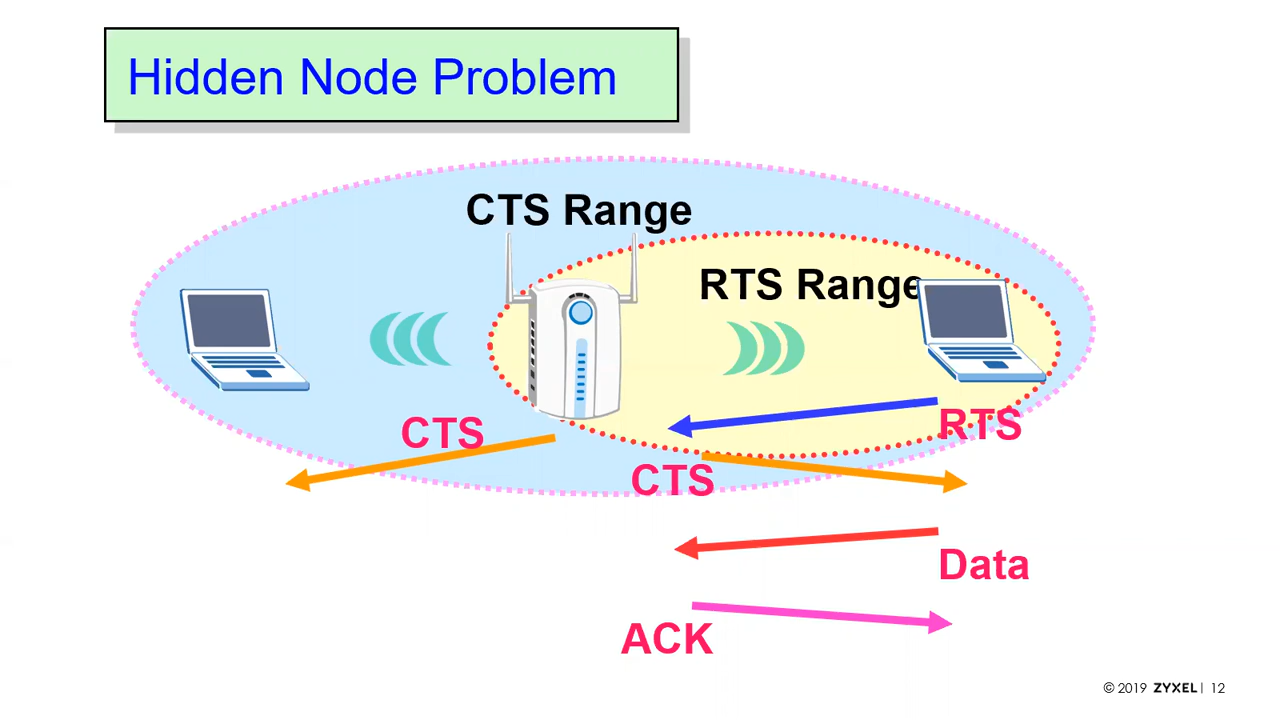 Hidden Node Problem
CTS Range
RTS Range
CTS
RTS
CTS
Data
ACK
© 2019 ZYXEL | 12